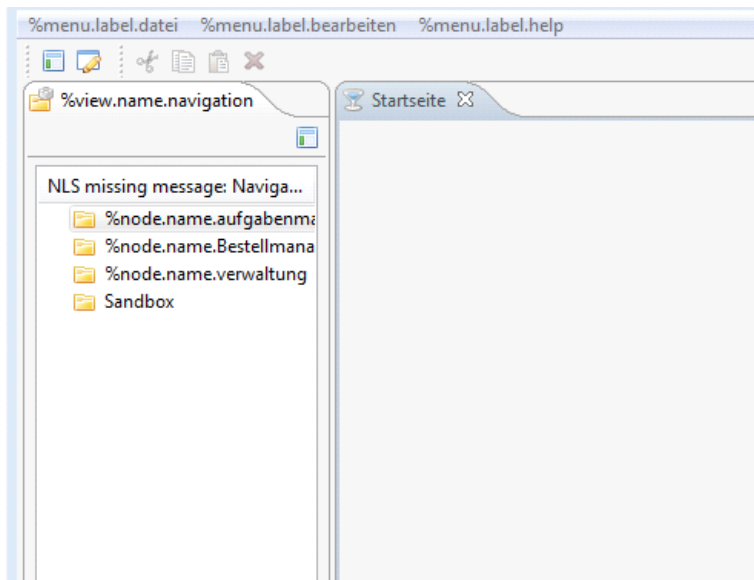 %menu.label.datei %menu.label.bearbeiten %menu.label.help
%view.name.navigation
Startseite
NLS missing message: Naviga...
%node.name.aufgabenma
%node.name.Bestellmana
%node.name.verwaltung
Sandbox